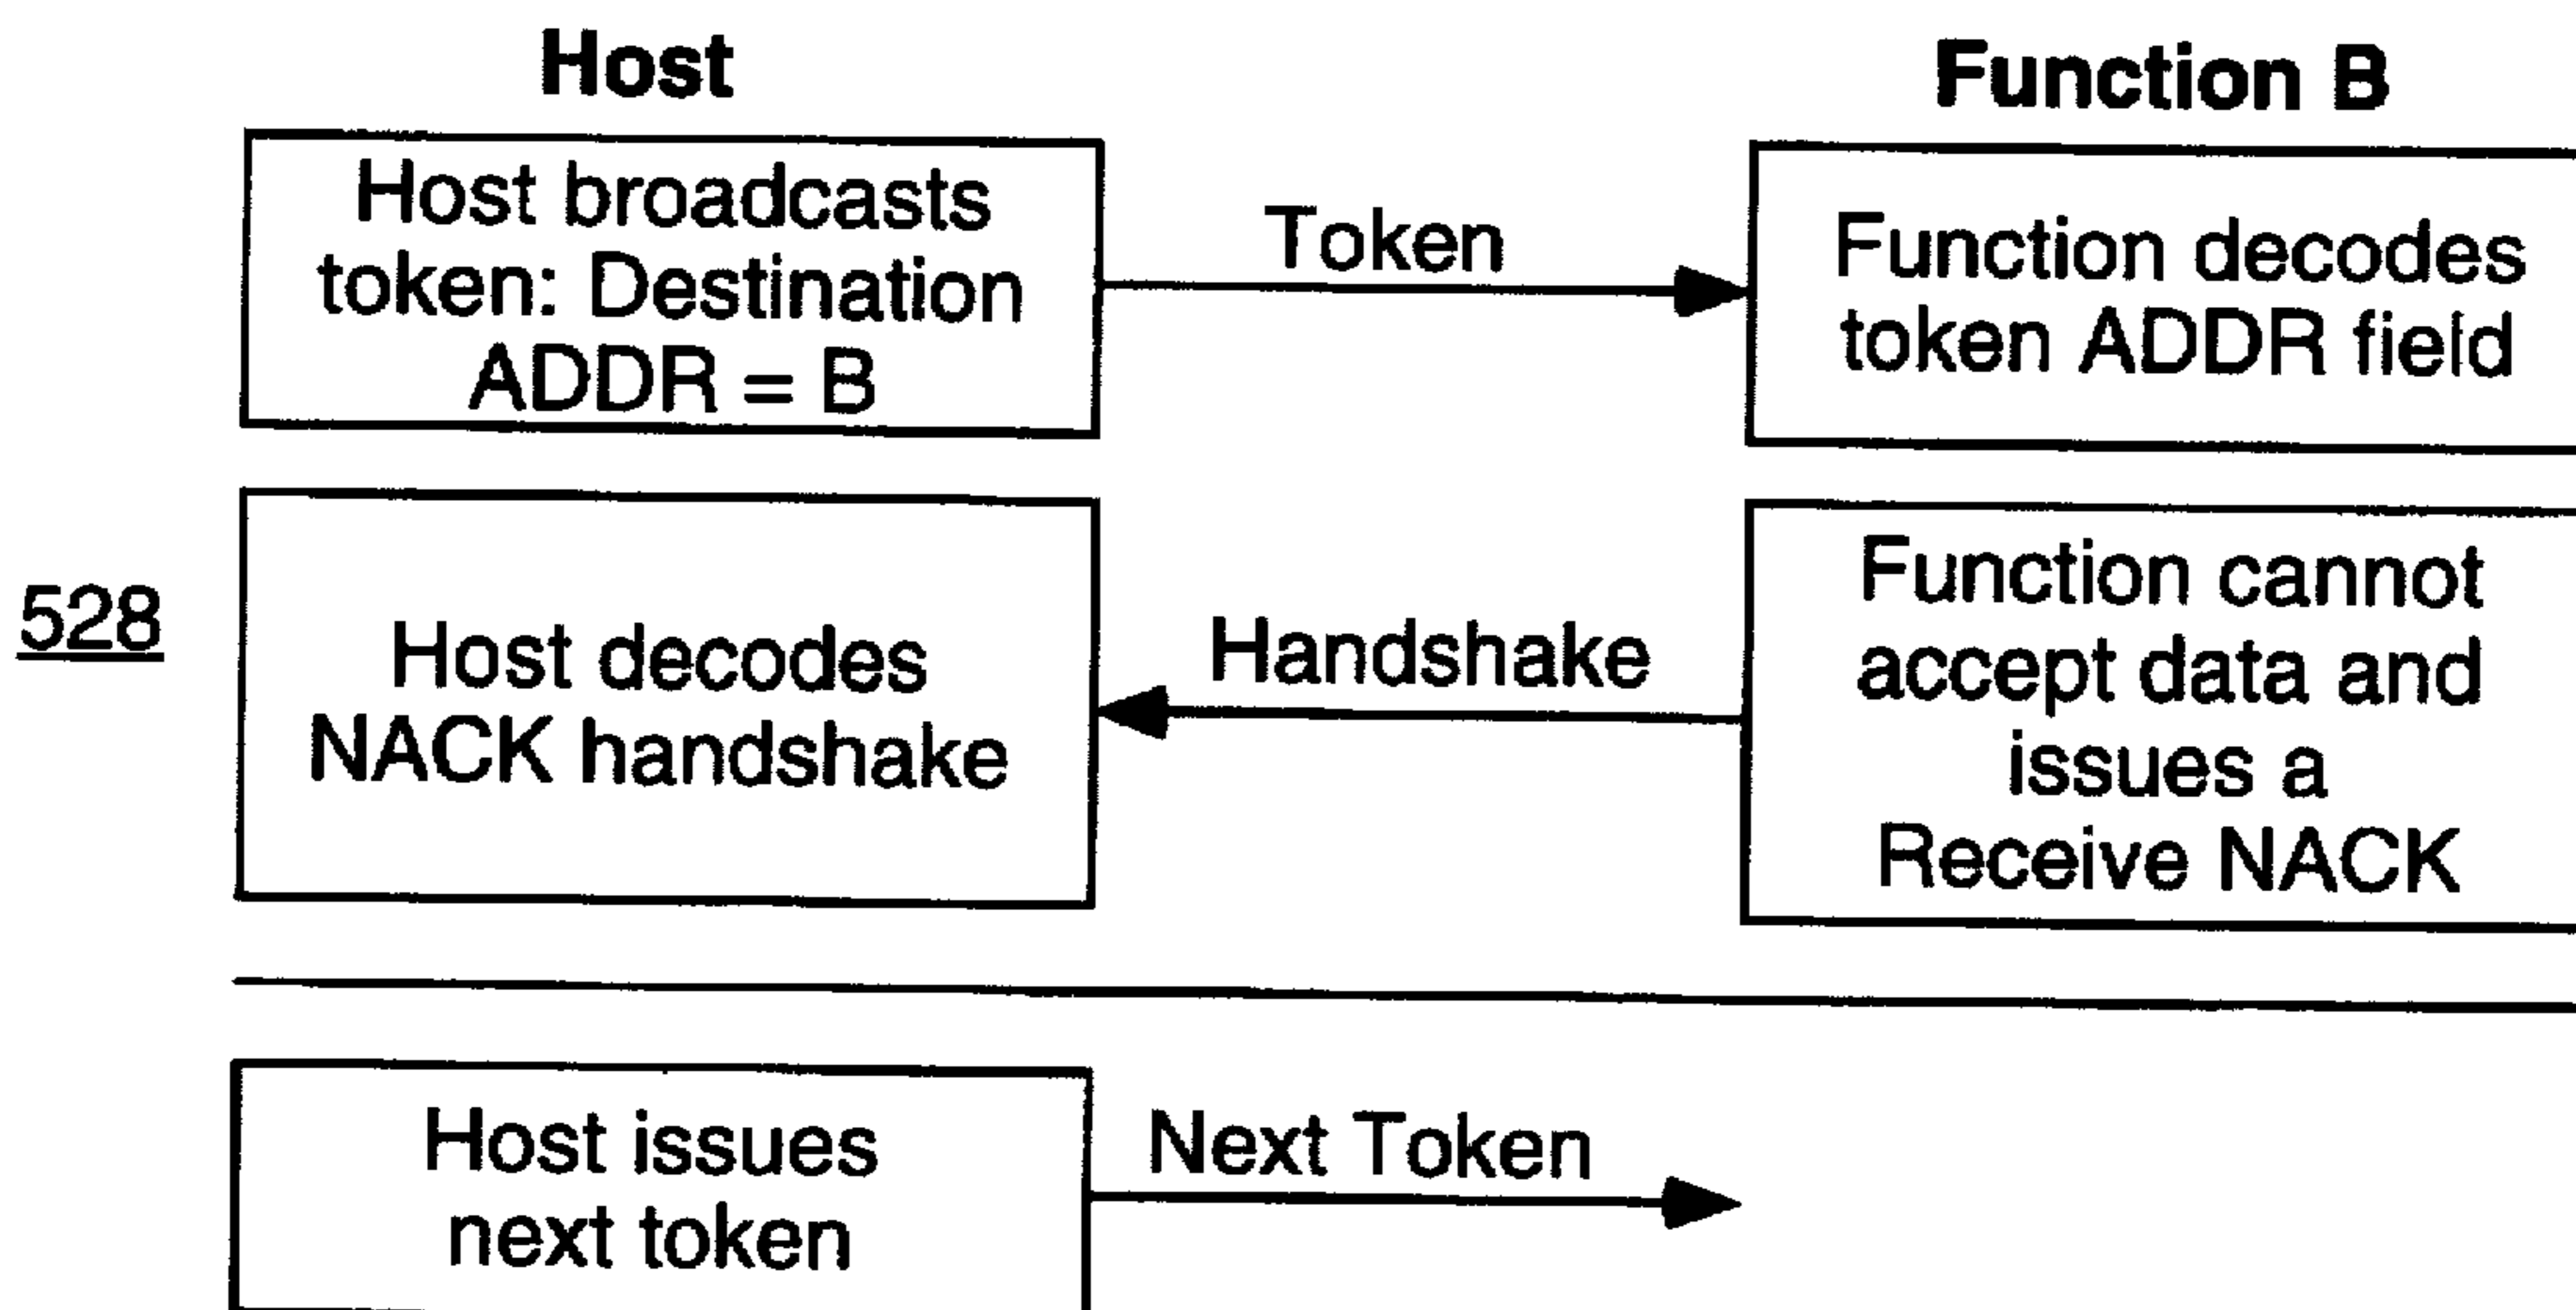 Host
Function B
Host broadcasts
token: Destination
ADDR = B
Token
Function decodes
token ADDR field
528
Host decodes
NACK handshake
Handshake
Function cannot
accept data and
issues a
Receive NACK
Host issues
next token
Next Token